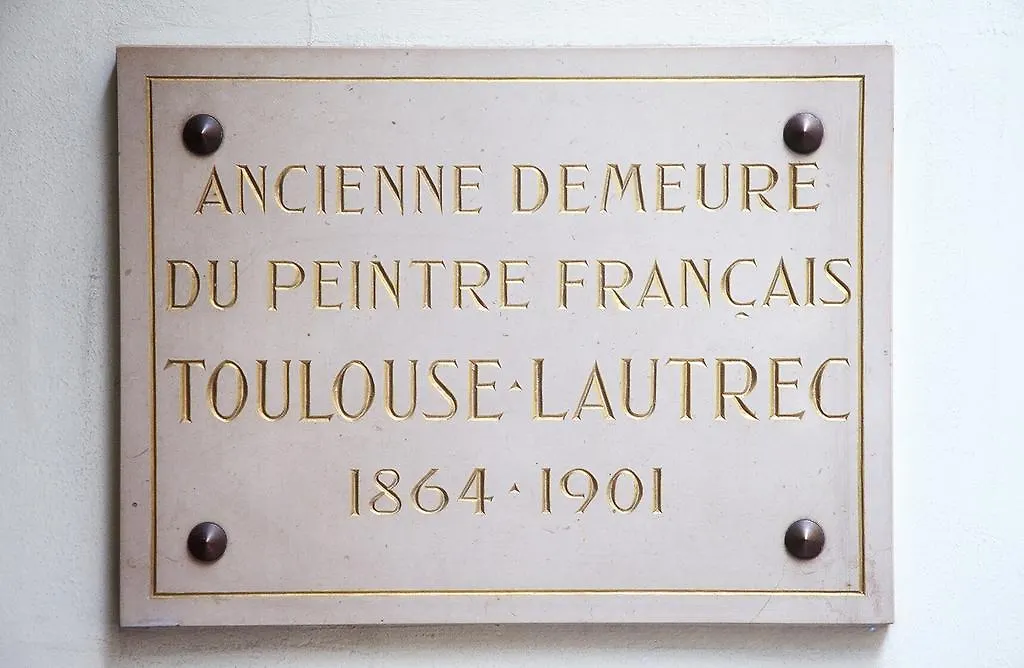 ANCIENNE DEMEURE
DU PEINTRE FRANÇAIS
TOULOUSE·LAUTREC
1864·1901